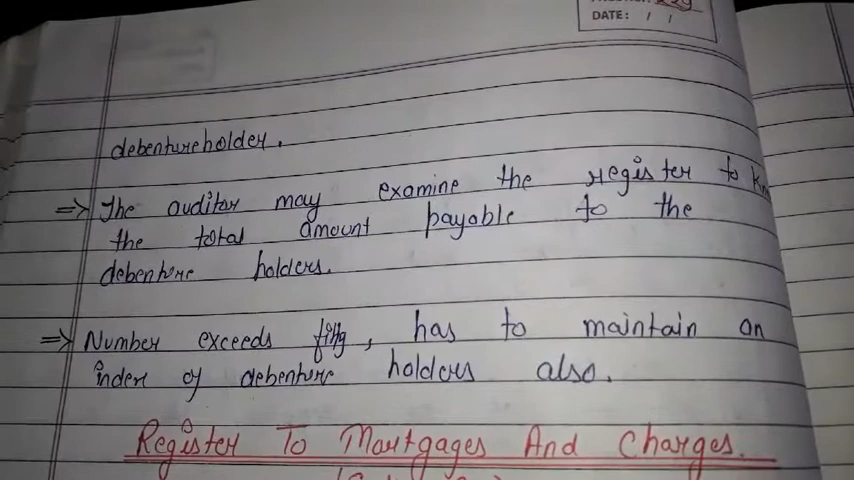 DATE: / /
debentureholder.
=> The auditor may examine the register to
the total amount payable to the
debenture holders.
=> Number exceeds fifty, has to maintain an
index of debenture holders also.
Register To Mortgages And Charges.